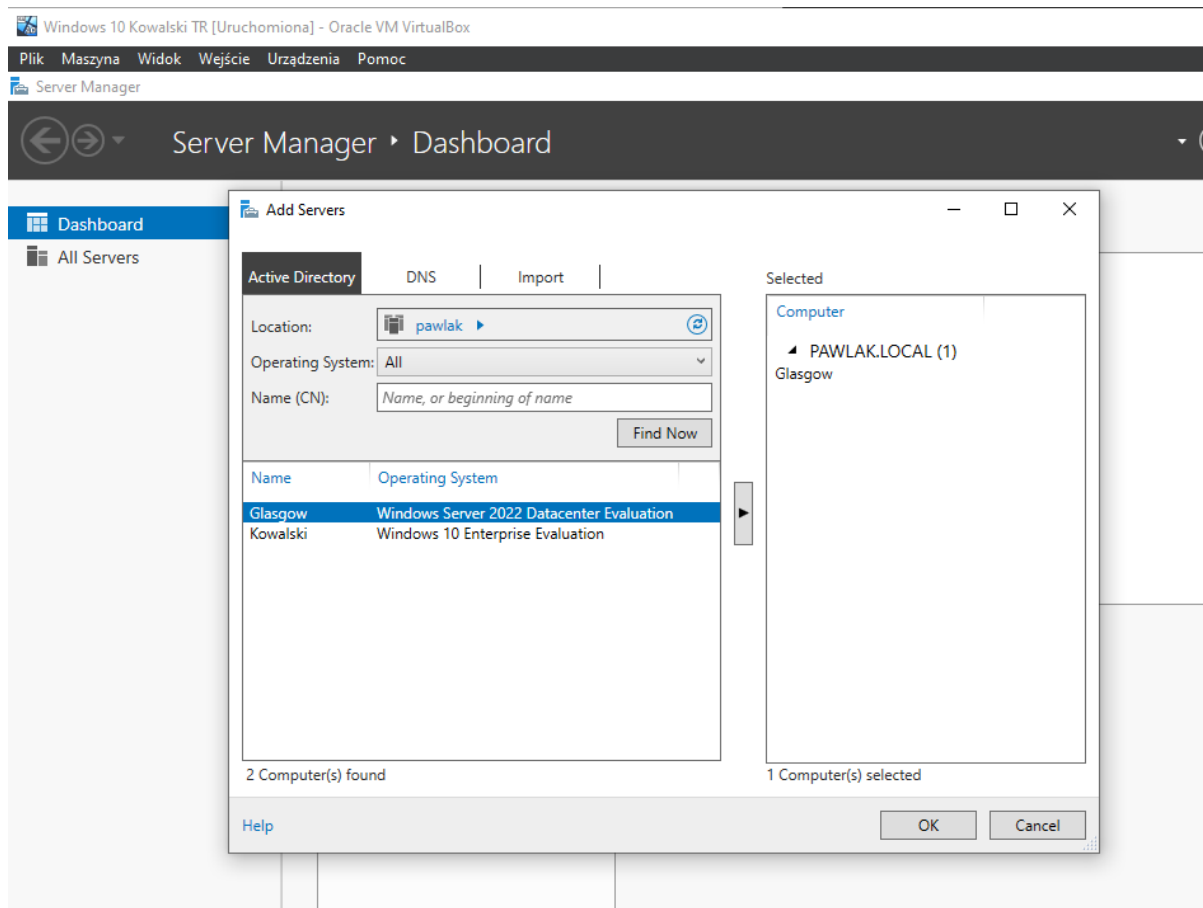 Windows 10 Kowalski TR [Uruchomiona] - Oracle VM VirtualBox
Plik Maszyna Widok Wejście Urządzenia Pomoc
Server Manager
Server Manager ‣ Dashboard
Dashboard
All Servers
Add Servers
Active Directory DNS Import
Location: pawlak
Operating System: All
Name (CN): Name, or beginning of name
Find Now
Name Operating System
Glasgow Windows Server 2022 Datacenter Evaluation
Kowalski Windows 10 Enterprise Evaluation
2 Computer(s) found
Selected
Computer
PAWLAK.LOCAL (1)
Glasgow
1 Computer(s) selected
Help
OK Cancel